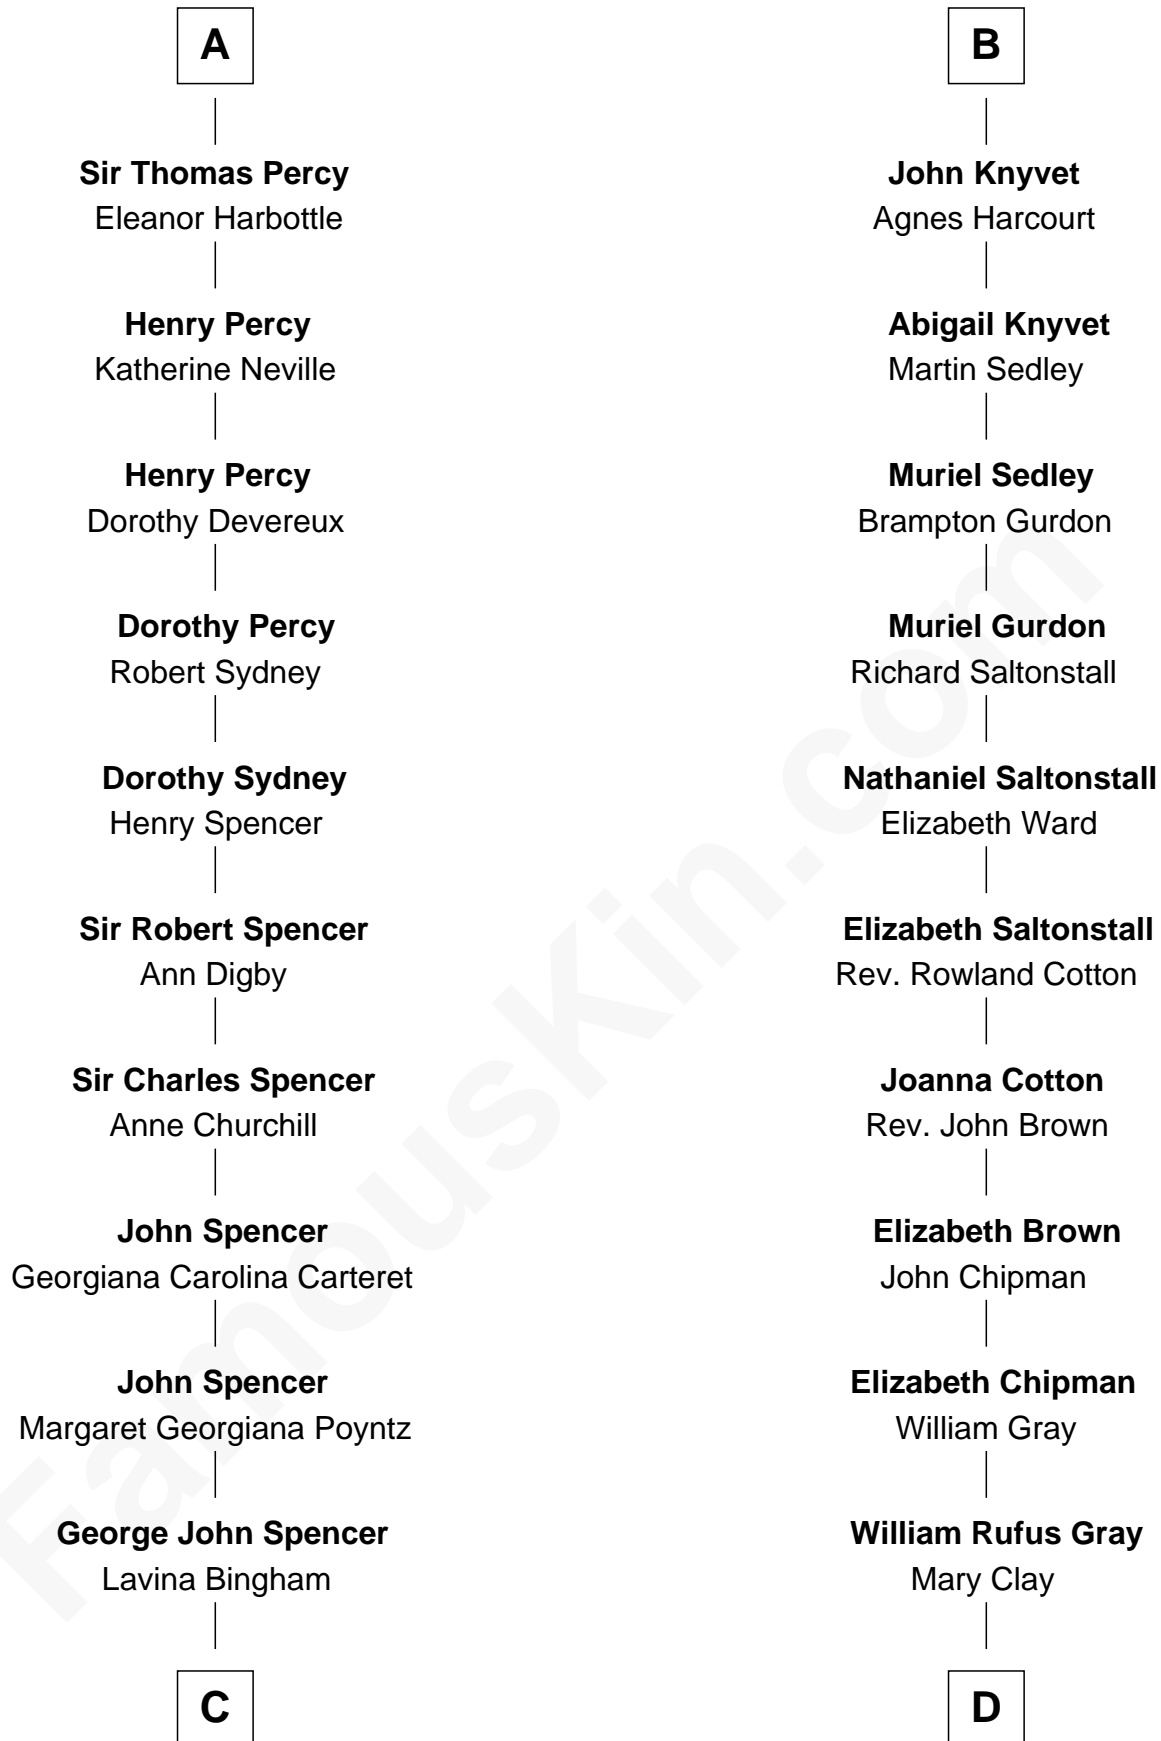 A
Sir Thomas Percy
Eleanor Harbottle
Henry Percy
Katherine Neville
Henry Percy
Dorothy Devereux
Dorothy Percy
Robert Sydney
Dorothy Sydney
Henry Spencer
Sir Robert Spencer
Ann Digby
Sir Charles Spencer
Anne Churchill
John Spencer
Georgiana Carolina Carteret
John Spencer
Margaret Georgiana Poyntz
George John Spencer
Lavina Bingham
C
B
John Knyvet
Agnes Harcourt
Abigail Knyvet
Martin Sedley
Muriel Sedley
Brampton Gurdon
Muriel Gurdon
Richard Saltonstall
Nathaniel Saltonstall
Elizabeth Ward
Elizabeth Saltonstall
Rev. Rowland Cotton
Joanna Cotton
Rev. John Brown
Elizabeth Brown
John Chipman
Elizabeth Chipman
William Gray
William Rufus Gray
Mary Clay
D
FamousKin.com